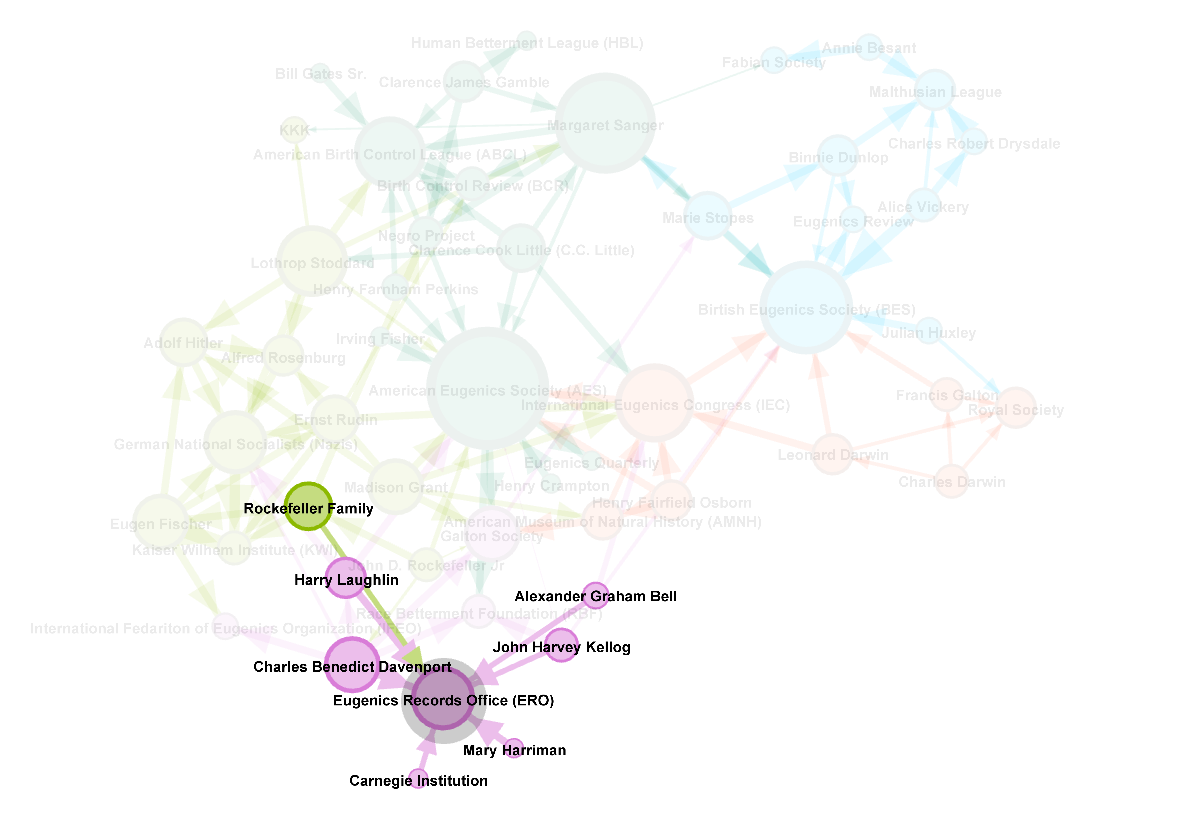 Human Betterment League (HBL)
Annie Besant
Fabian Society
Bill Gates Sr.
Clarence James Gamble
Malthusian League
KKK
Margaret Sanger
Charles Robert Drysdale
American Birth Control League (ABCL)
Binnie Dunlop
Birth Control Review (BCR)
Alice Vickery
Marie Stopes
Eugenics Review
Negro Project
Clarence Cook Little (C.C. Little)
Lothrop Stoddard
Henry Farnham Perkins
Birtish Eugenics Society (BES)
Julian Huxley
Irving Fisher
Adolf Hitler
Alfred Rosenburg
American Eugenics Society (AES)
Francis Galton
International Eugenics Congress (IEC)
Royal Society
Ernst Rudin
German National Socialists (Nazis)
Leonard Darwin
Eugenics Quarterly
Charles Darwin
Henry Crampton
Madison Grant
Henry Fairfield Osborn
Rockefeller Family
American Museum of Natural History (AMNH)
Eugen Fischer
Galton Society
Kaiser Wilhem Institute (KWI)
John D. Rockefeller Jr
Harry Laughlin
Alexander Graham Bell
Race Betterment Foundation (RBF)
International Fedariton of Eugenics Organization (IFEO)
John Harvey Kellog
Charles Benedict Davenport
Eugenics Records Office (ERO)
Mary Harriman
Carnegie Institution